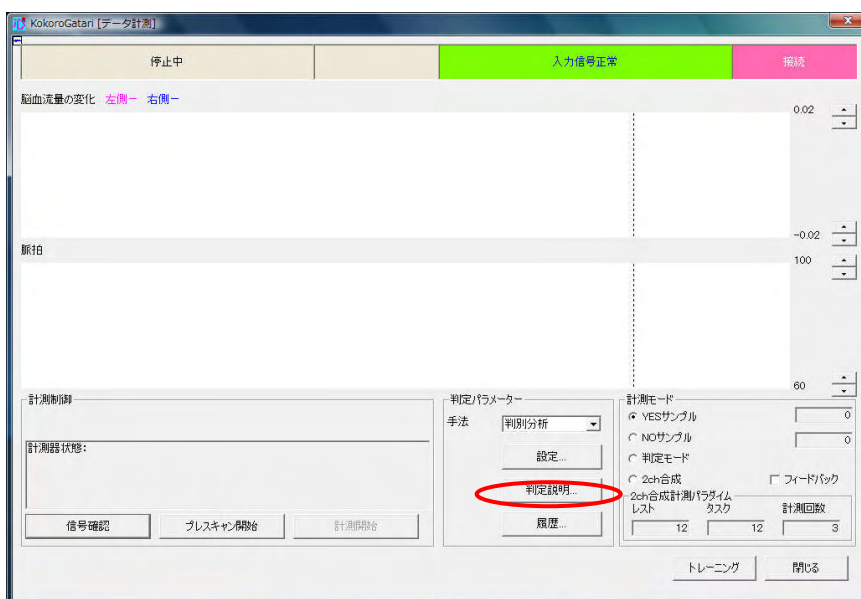 KokoroGatari [データ計測]
停止中 入力信号正常 接続
脳血流量の変化 左側ー 右側ー
0.02
-0.02
脈拍
100
60
計測制御
計測器状態:
信号確認 プレスキャン開始 計測開始
判定パラメーター
手法 判別分析
設定...
判定説明...
履歴...
計測モード
YESサンプル 0
NOサンプル 0
判定モード
2ch合成 フィードバック
2ch合成計測パラダイム
レスト タスク 計測回数
12 12 3
トレーニング 閉じる